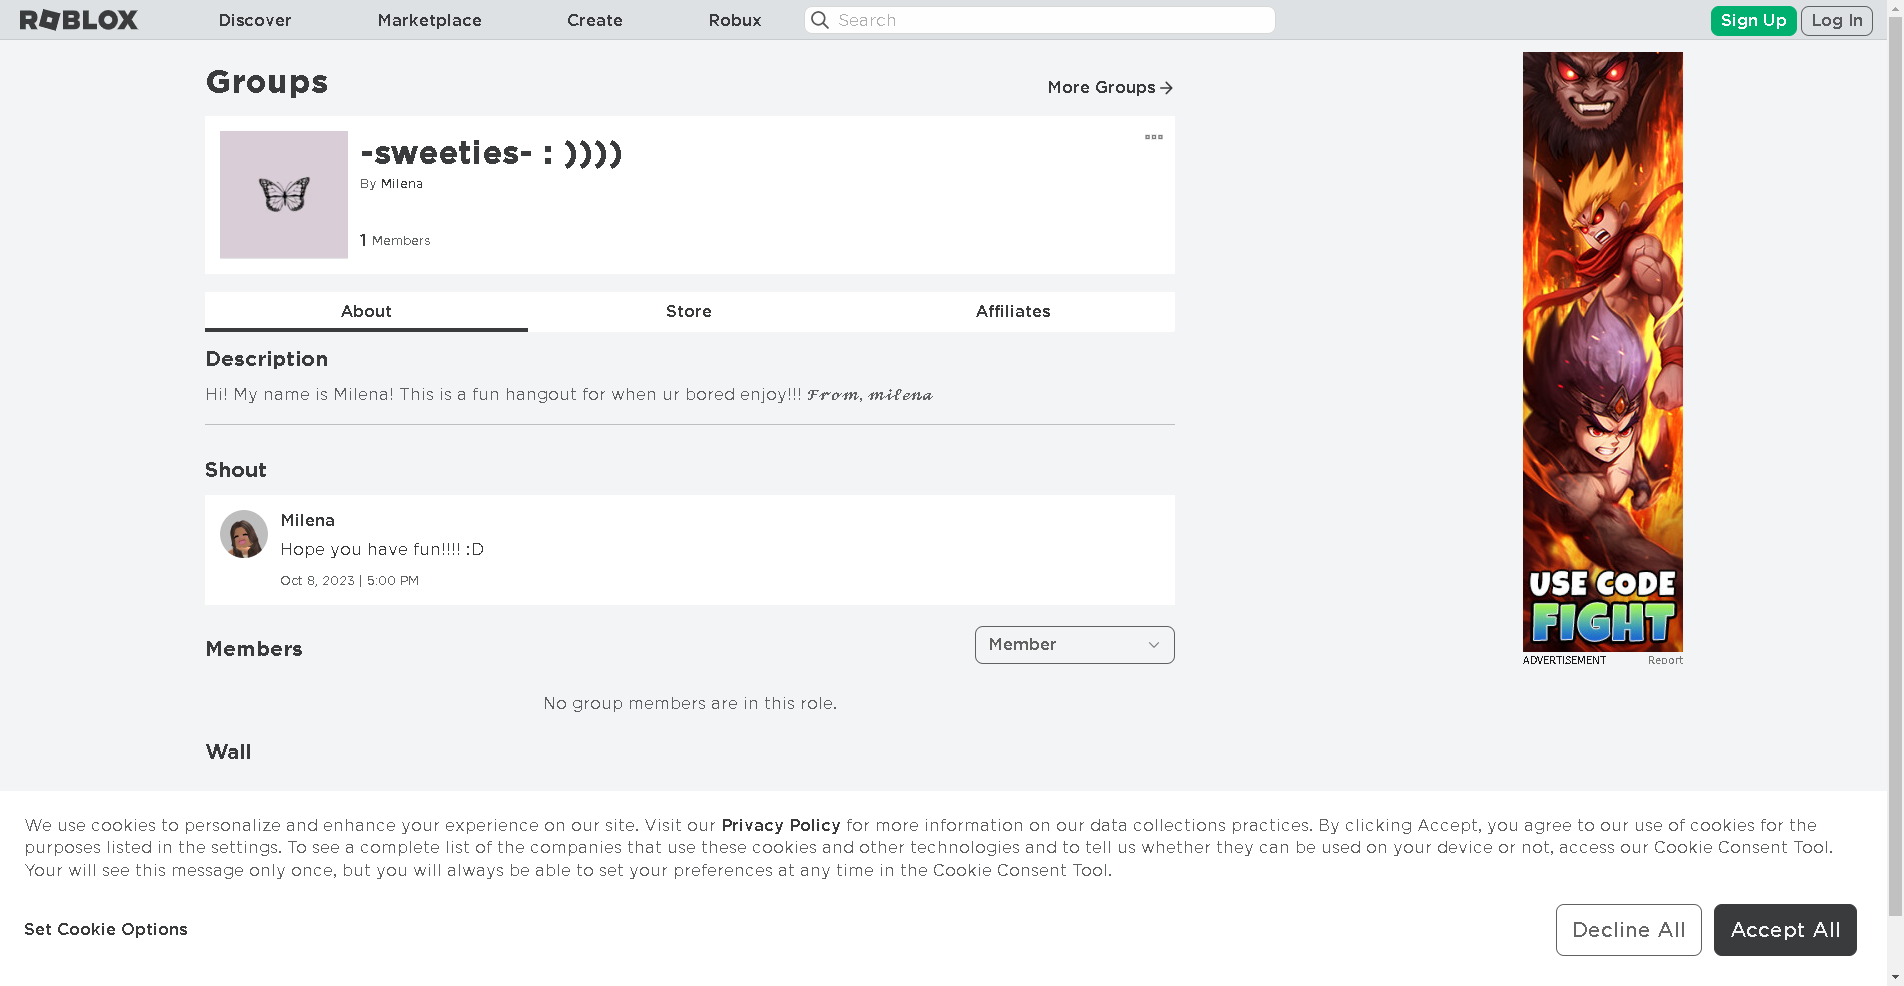 ROBLOX Discover Marketplace Create Robux Search Sign Up Log In
Groups
More Groups
-sweeties- : ))))
By Milena
1 Members
About Store Affiliates
Description
Hi! My name is Milena! This is a fun hangout for when ur bored enjoy!!! 𝓕𝓻𝓸𝓶, 𝓶𝓲𝓵𝓮𝓷𝓪
Shout
Milena
Hope you have fun!!!! :D
Oct 8, 2023 | 5:00 PM
Members
Member
No group members are in this role.
Wall
USE CODE
FIGHT
ADVERTISEMENT Report
We use cookies to personalize and enhance your experience on our site. Visit our Privacy Policy for more information on our data collections practices. By clicking Accept, you agree to our use of cookies for the
purposes listed in the settings. To see a complete list of the companies that use these cookies and other technologies and to tell us whether they can be used on your device or not, access our Cookie Consent Tool.
Your will see this message only once, but you will always be able to set your preferences at any time in the Cookie Consent Tool.
Set Cookie Options
Decline All
Accept All